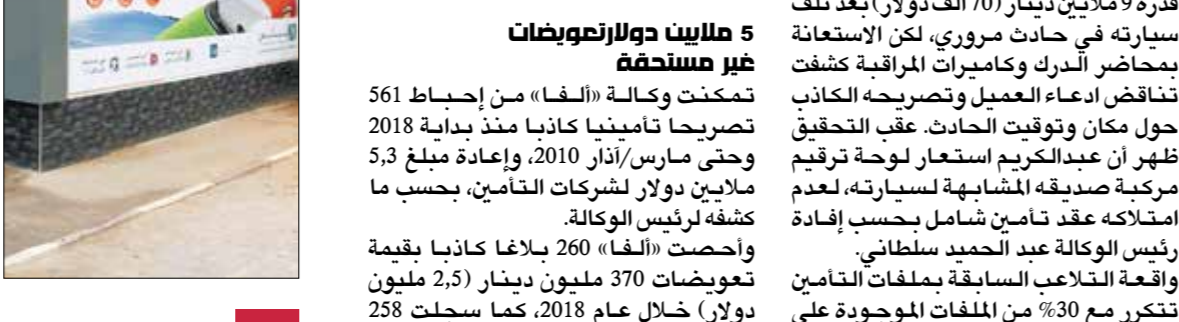 قدره 9 ملايين دينار (70 ألف دولار) بعد تلف
سيارته في حادث مروري، لكن الاستعانة
بمحاضر الدرك وكاميرات المراقبة كشفت
تناقض ادعاء العميل وتصريحه الكاذب
حول مكان وتوقيت الحادث. عقب التحقيق
ظهر أن عبدالكريم استعار لوحة ترقيم
مركبة صديقه المشابهة لسيارته، لعدم
امتلاكه عقد تأمين شامل بحسب إفادة
رئيس الوكالة عبد الحميد سلطاني.
واقعة التلاعب السابقة بملفات التأمين
تتكرر مع 30% من الملفات الموجودة على
5 ملايين دولارتعويضات
غير مستحقة
تمكنت وكالة «ألفا» من إحباط 561
تصريحا تأمينيا كاذبا منذ بداية 2018
وحتى مارس/آذار 2010، وإعادة مبلغ 5,3
ملايين دولار لشركات التأمين، بحسب ما
كشفه لرئيس الوكالة.
وأحصت «ألفا» 260 بلاغا كاذبا بقيمة
تعويضات 370 مليون دينار (2,5 مليون
دولار) خلال عام 2018، كما سجلت 258